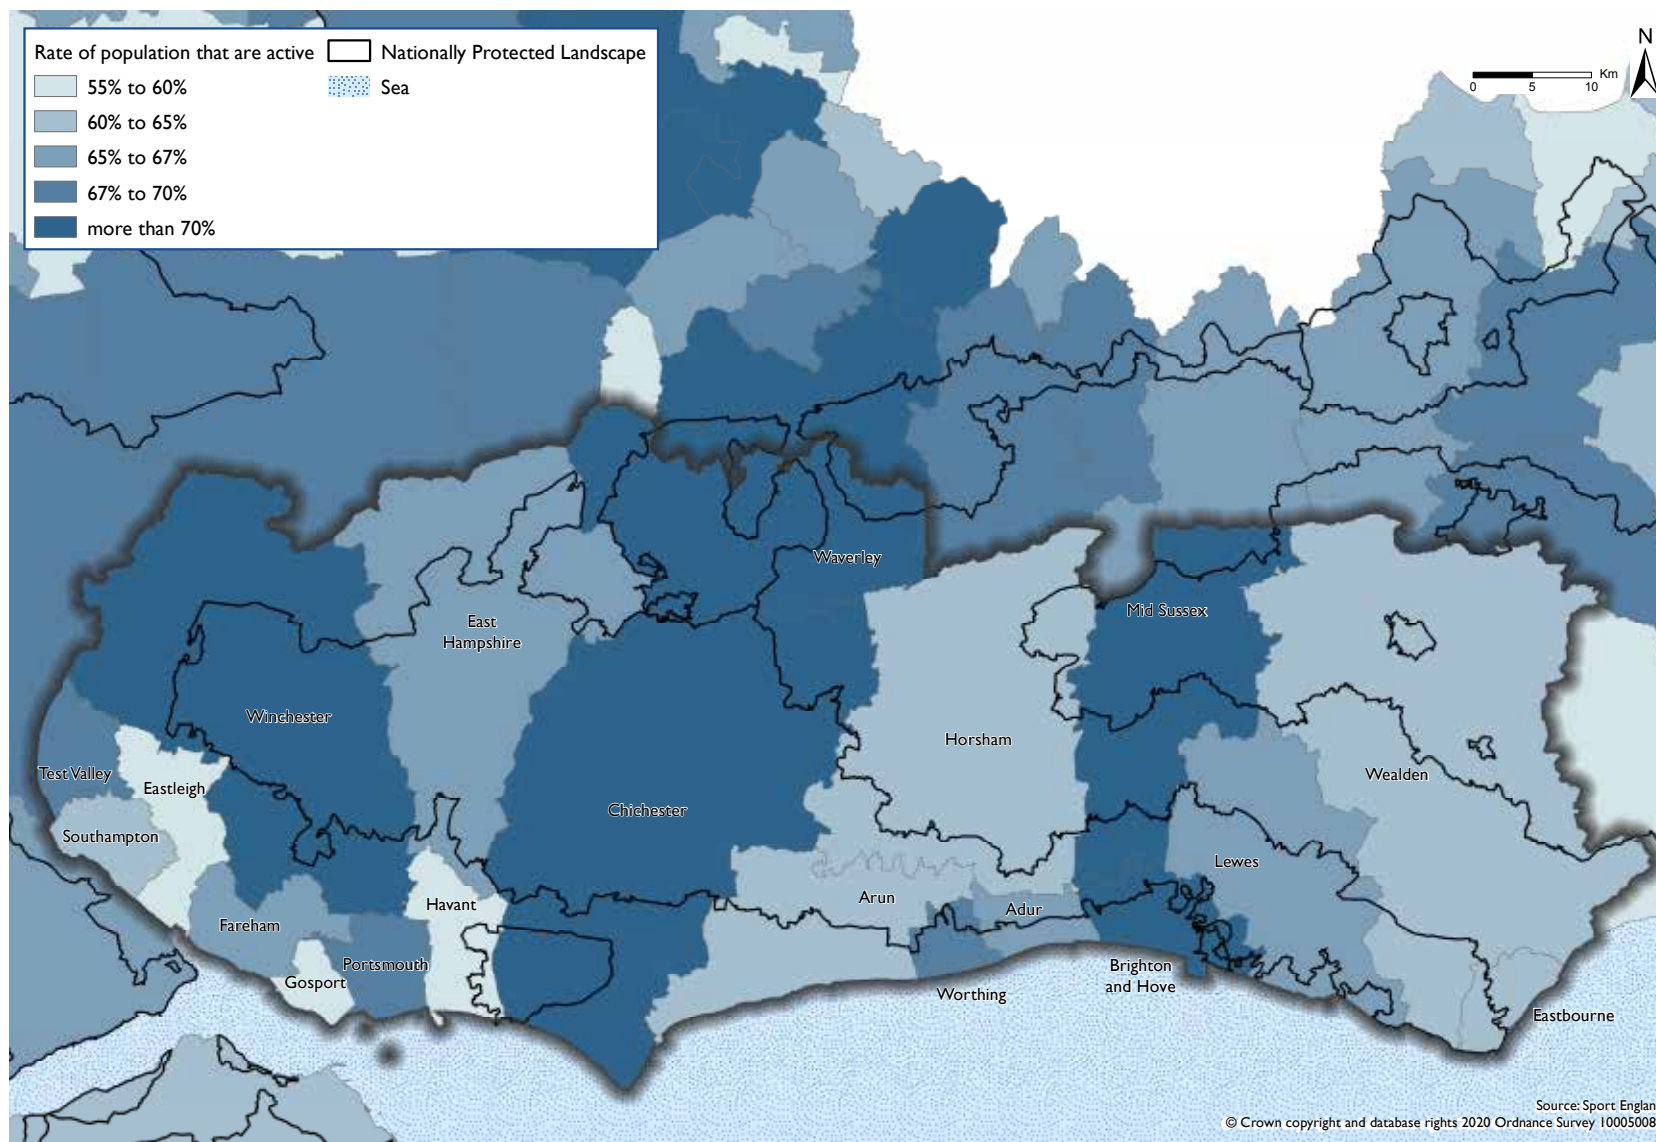 Rate of population that are active
55% to 60%
60% to 65%
65% to 67%
67% to 70%
more than 70%
Nationally Protected Landscape
Sea
N
Km
0 5 10
Waverley
Mid Sussex
East
Hampshire
Winchester
Horsham
Test Valley
Eastleigh
Wealden
Chichester
Southampton
Lewes
Havant
Arun
Adur
Fareham
Portsmouth
Gosport
Brighton
and Hove
Worthing
Eastbourne
Source: Sport Englan
© Crown copyright and database rights 2020 Ordnance Survey 10005008